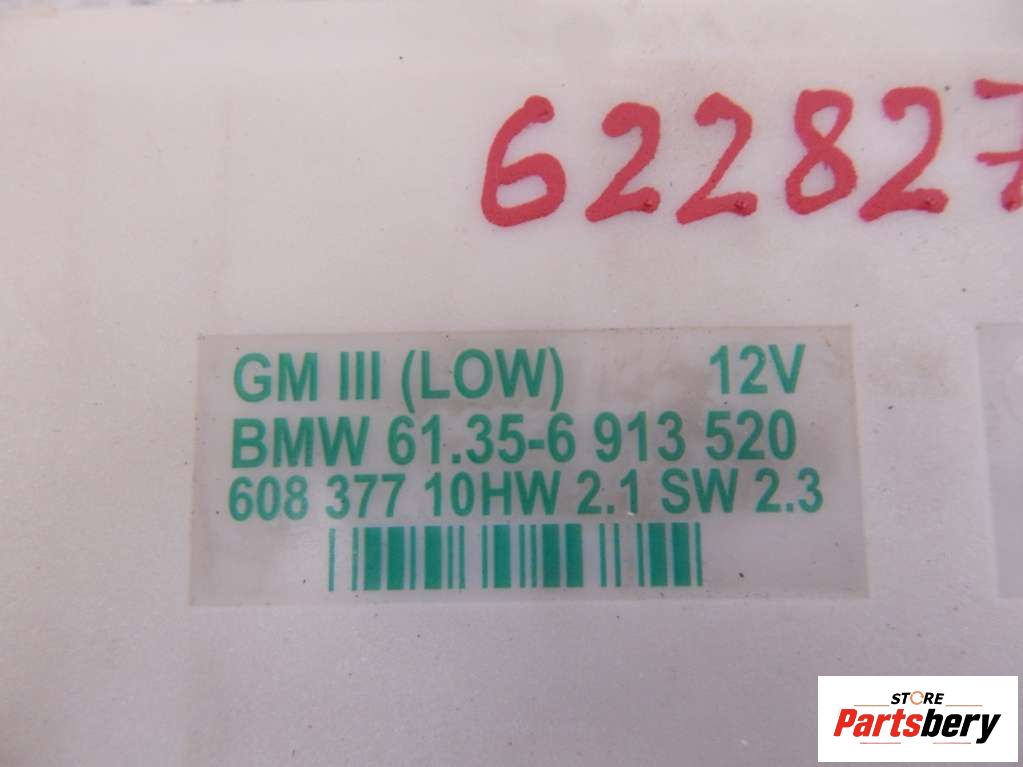 622827
GM III (LOW) 12V
BMW 61.35-6 913 520
608 377 10HW 2.1 SW 2.3
STORE
Partsbery